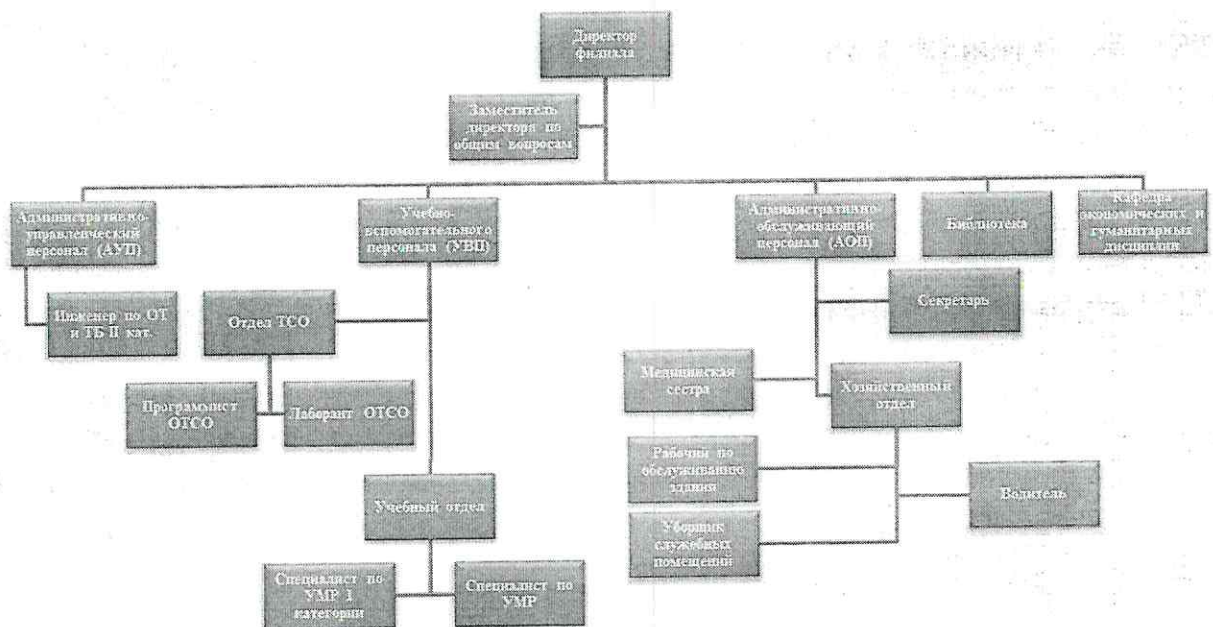 Директор
филиала
Заместитель
директора по
общим вопросам
Административно-
управленческий
персонал (АУП)
Учебно-
вспомогательного
персонала (УВП)
Административно-
обслуживающий
персонал (АОП)
Библиотека
Кафедра
экономических и
гуманитарных
дисциплин
Инженер по ОТ
и ТБ II кат.
Отдел ТСО
Секретарь
Программист
ОТСО
Лаборант ОТСО
Медицинская
сестра
Хозяйственный
отдел
Рабочий по
обслуживанию
здания
Водитель
Учебный отдел
Уборщик
служебных
помещений
Специалист по
УМР 1
категории
Специалист по
УМР